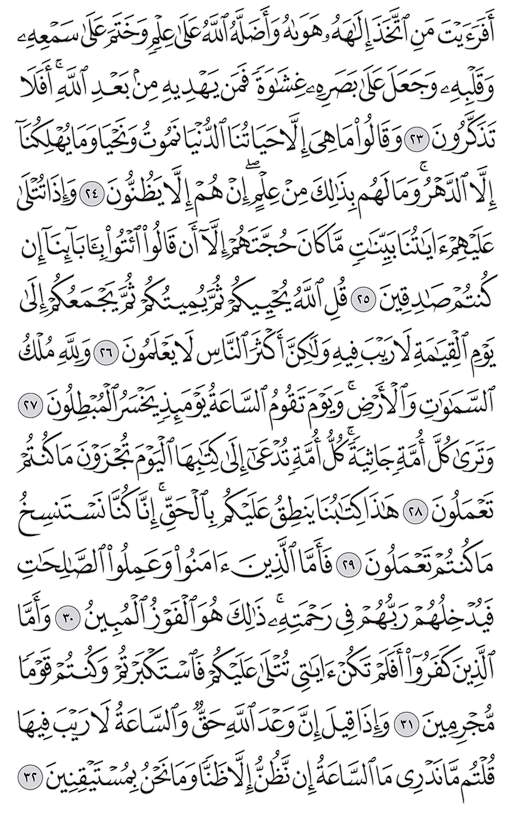 أَفَرَءَيْتَ مَنِ ٱتَّخَذَ إِلَٰهَهُۥ هَوَىٰهُ وَأَضَلَّهُ ٱللَّهُ عَلَىٰ عِلْمٍ وَخَتَمَ عَلَىٰ سَمْعِهِۦ
وَقَلْبِهِۦ وَجَعَلَ عَلَىٰ بَصَرِهِۦ غِشَٰوَةً فَمَن يَهْدِيهِ مِنۢ بَعْدِ ٱللَّهِ ۚ أَفَلَا
تَذَكَّرُونَ ٢٣ وَقَالُوا۟ مَا هِىَ إِلَّا حَيَاتُنَا ٱلدُّنْيَا نَمُوتُ وَنَحْيَا وَمَا يُهْلِكُنَآ
إِلَّا ٱلدَّهْرُ ۚ وَمَا لَهُم بِذَٰلِكَ مِنْ عِلْمٍ ۖ إِنْ هُمْ إِلَّا يَظُنُّونَ ٢٤ وَإِذَا تُتْلَىٰ
عَلَيْهِمْ ءَايَٰتُنَا بَيِّنَٰتٍ مَّا كَانَ حُجَّتَهُمْ إِلَّآ أَن قَالُوا۟ ٱئْتُوا۟ بِـَٔابَآئِنَآ إِن
كُنتُمْ صَٰدِقِينَ ٢٥ قُلِ ٱللَّهُ يُحْيِيكُمْ ثُمَّ يُمِيتُكُمْ ثُمَّ يَجْمَعُكُمْ إِلَىٰ
يَوْمِ ٱلْقِيَٰمَةِ لَا رَيْبَ فِيهِ وَلَٰكِنَّ أَكْثَرَ ٱلنَّاسِ لَا يَعْلَمُونَ ٢٦ وَلِلَّهِ مُلْكُ
ٱلسَّمَٰوَٰتِ وَٱلْأَرْضِ ۚ وَيَوْمَ تَقُومُ ٱلسَّاعَةُ يَوْمَئِذٍ يَخْسَرُ ٱلْمُبْطِلُونَ ٢٧
وَتَرَىٰ كُلَّ أُمَّةٍ جَاثِيَةً ۚ كُلُّ أُمَّةٍ تُدْعَىٰٓ إِلَىٰ كِتَٰبِهَا ٱلْيَوْمَ تُجْزَوْنَ مَا كُنتُمْ
تَعْمَلُونَ ٢٨ هَٰذَا كِتَٰبُنَا يَنطِقُ عَلَيْكُم بِٱلْحَقِّ ۚ إِنَّا كُنَّا نَسْتَنسِخُ
مَا كُنتُمْ تَعْمَلُونَ ٢٩ فَأَمَّا ٱلَّذِينَ ءَامَنُوا۟ وَعَمِلُوا۟ ٱلصَّٰلِحَٰتِ
فَيُدْخِلُهُمْ رَبُّهُمْ فِى رَحْمَتِهِۦ ۚ ذَٰلِكَ هُوَ ٱلْفَوْزُ ٱلْمُبِينُ ٣٠ وَأَمَّا
ٱلَّذِينَ كَفَرُوٓا۟ أَفَلَمْ تَكُنْ ءَايَٰتِى تُتْلَىٰ عَلَيْكُمْ فَٱسْتَكْبَرْتُمْ وَكُنتُمْ قَوْمًا
مُّجْرِمِينَ ٣١ وَإِذَا قِيلَ إِنَّ وَعْدَ ٱللَّهِ حَقٌّ وَٱلسَّاعَةُ لَا رَيْبَ فِيهَا
قُلْتُم مَّا نَدْرِى مَا ٱلسَّاعَةُ إِن نَّظُنُّ إِلَّا ظَنًّا وَمَا نَحْنُ بِمُسْتَيْقِنِينَ ٣٢